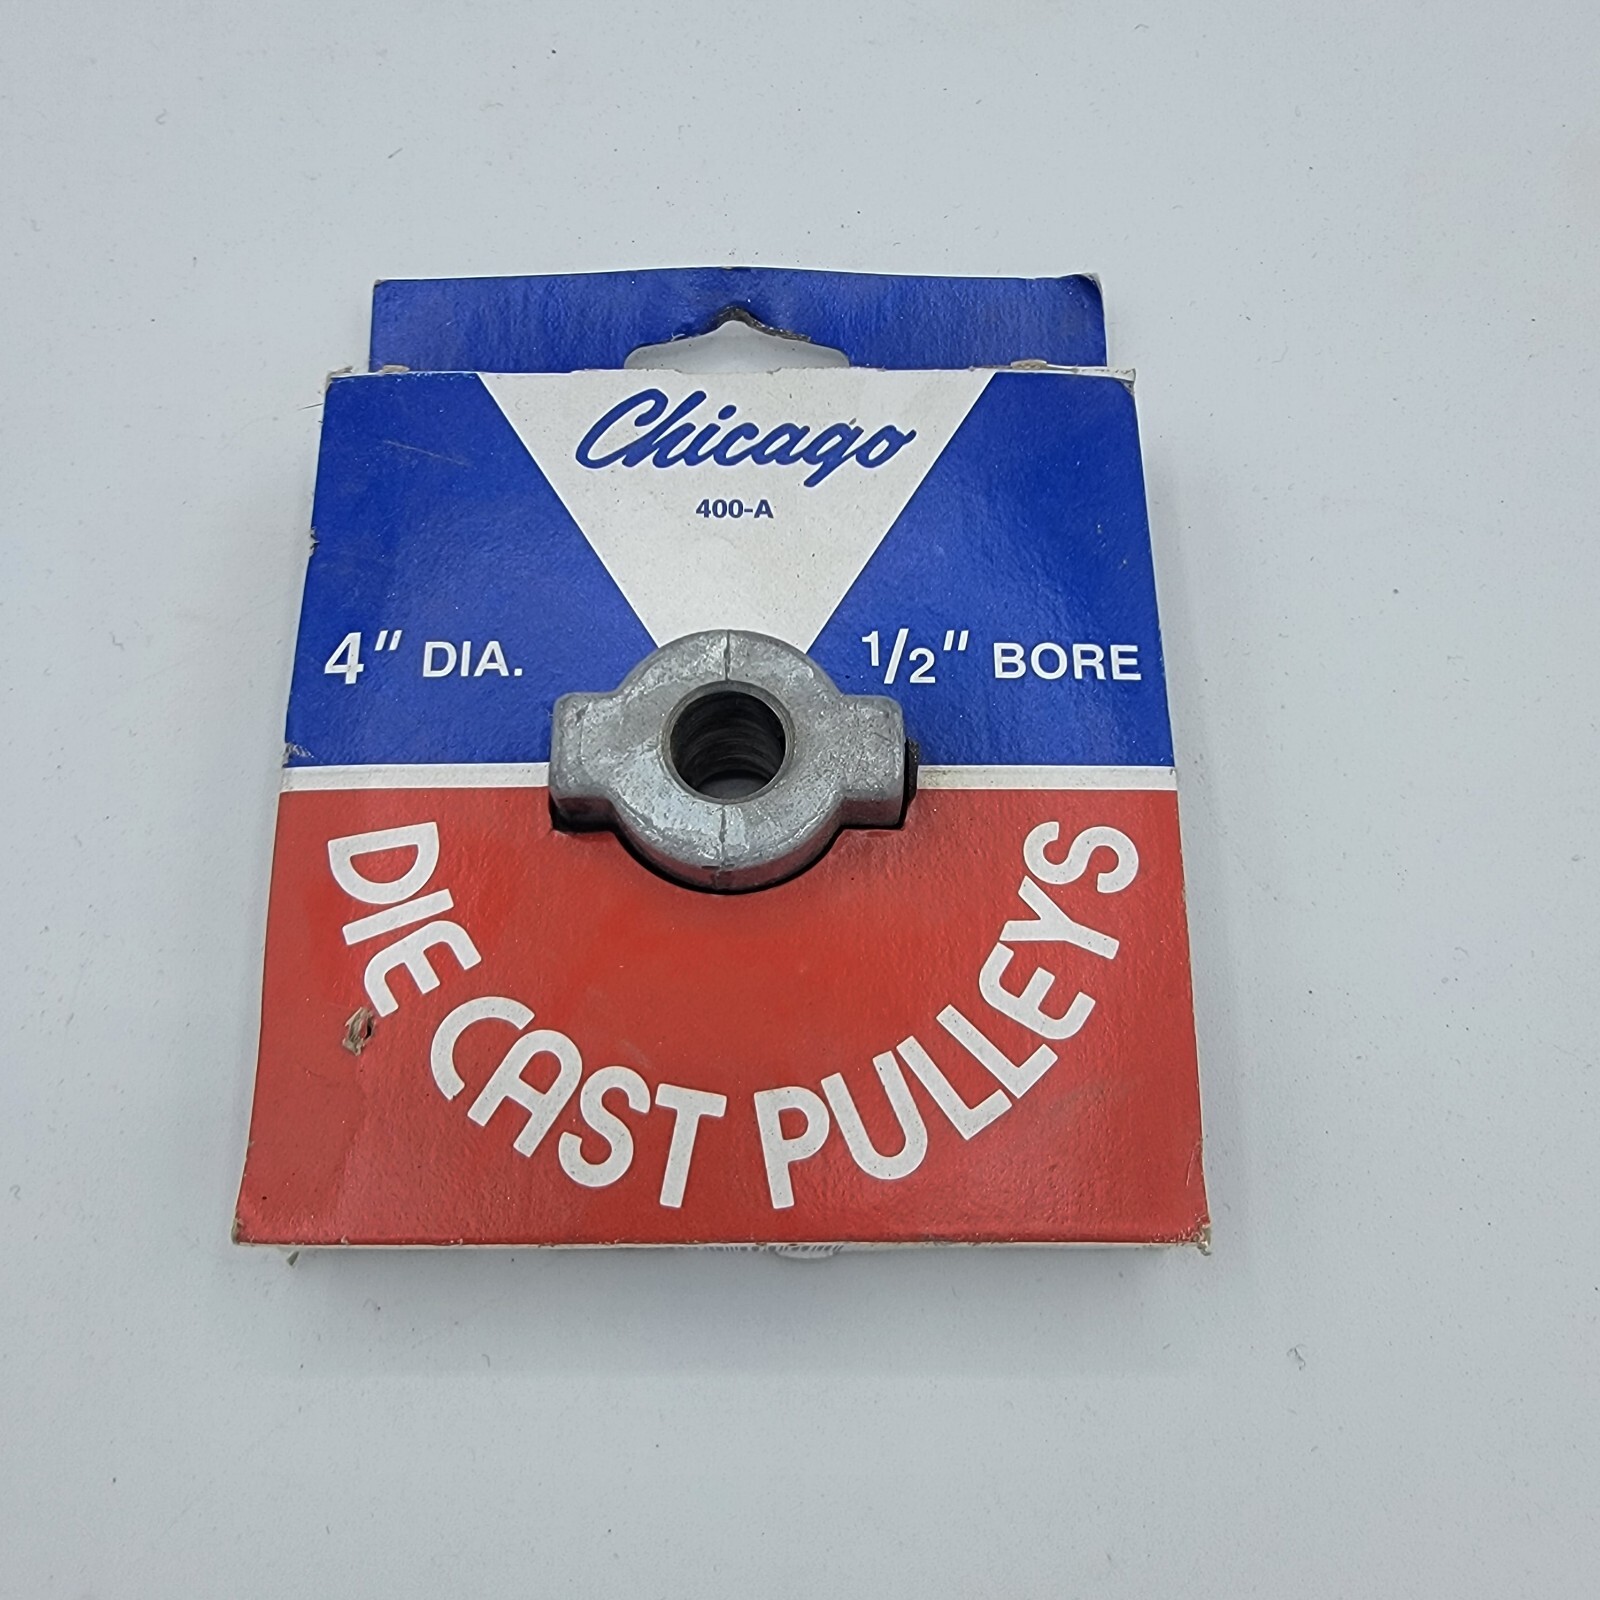 Chicago
400-A
4" DIA.
1/2" BORE
DIE CAST PULLEYS